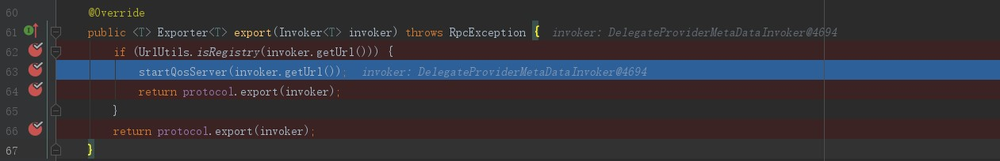 60 @Override
61 public <T> Exporter<T> export(Invoker<T> invoker) throws RpcException { invoker: DelegateProviderMetaDataInvoker@4694
62 if (UrlUtils.isRegistry(invoker.getUrl())) {
63 startQosServer(invoker.getUrl()); invoker: DelegateProviderMetaDataInvoker@4694
64 return protocol.export(invoker);
65 }
66 return protocol.export(invoker);
67 }